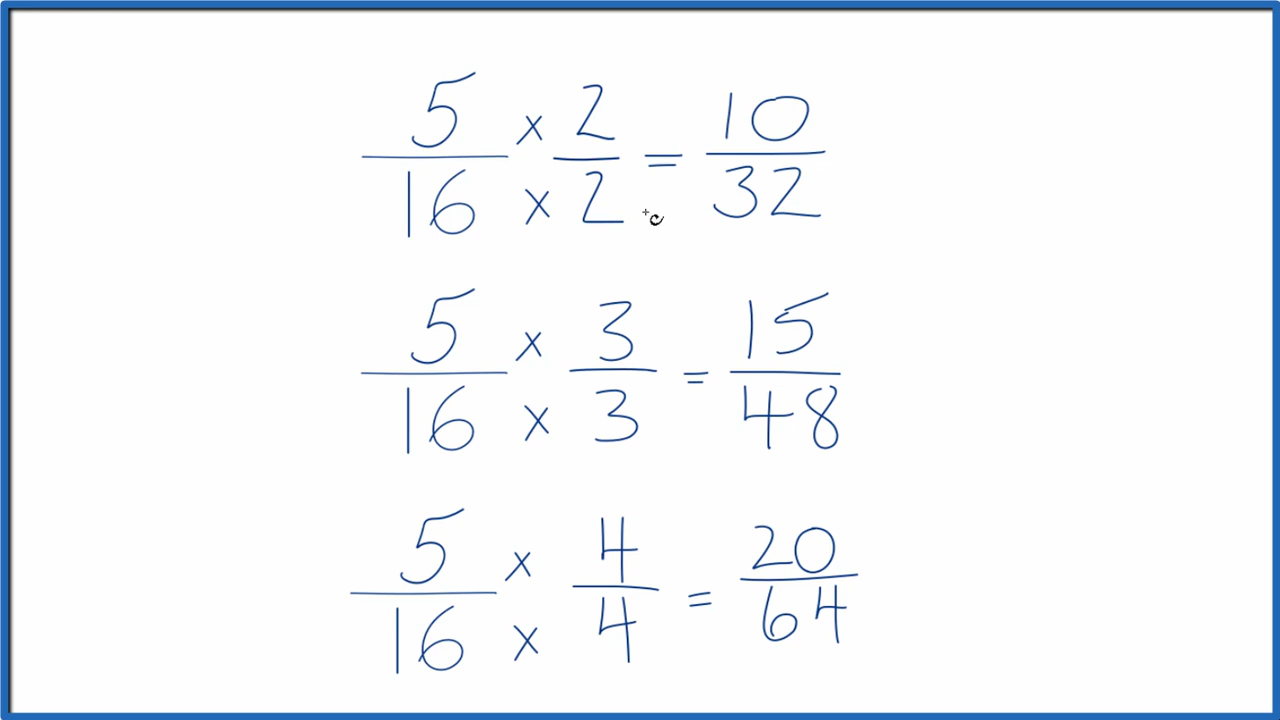 5 × 2 = 10
16 × 2 32
5 × 3 = 15
16 × 3 48
5 × 4 = 20
16 × 4 64